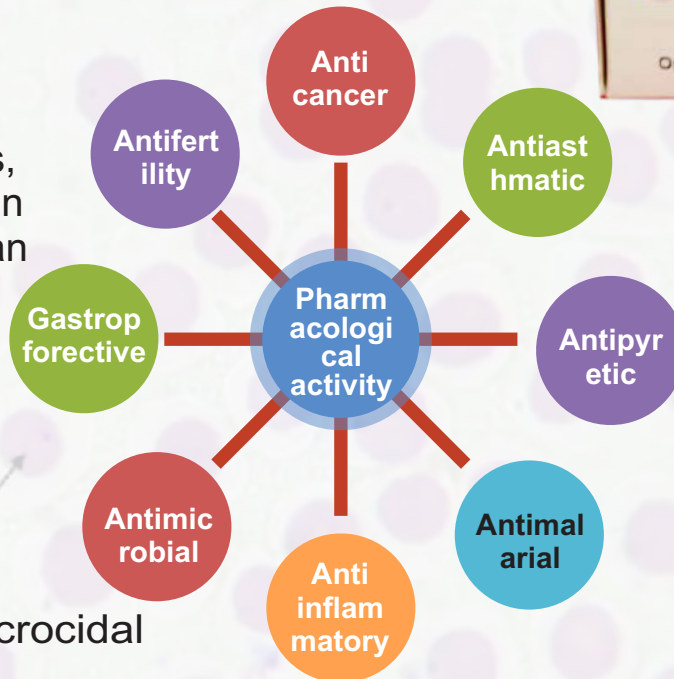 Anti
cancer
Antiast
hmatic
Antipyr
etic
Antimal
arial
Anti
inflam
matory
Antimic
robial
Gastrop
forective
Antifert
ility
Pharm
acologi
cal
activity
s,
n
an
crocidal